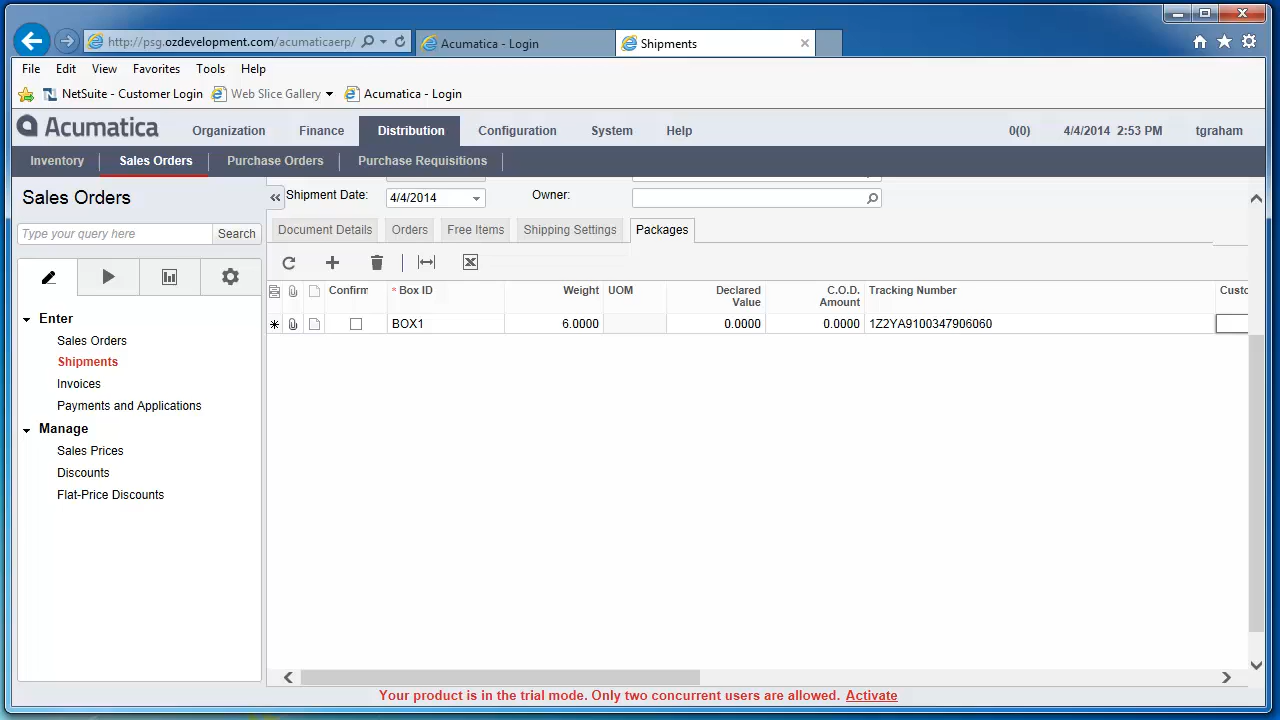 http://psg.ozdevelopment.com/acumaticaerp/
Acumatica - Login
Shipments
File Edit View Favorites Tools Help
NetSuite - Customer Login
Web Slice Gallery
Acumatica - Login
Acumatica
Organization Finance Distribution Configuration System Help
0(0) 4/4/2014 2:53 PM tgraham
Inventory Sales Orders Purchase Orders Purchase Requisitions
Sales Orders
Type your query here Search
Enter
Sales Orders
Shipments
Invoices
Payments and Applications
Manage
Sales Prices
Discounts
Flat-Price Discounts
Shipment Date: 4/4/2014 Owner:
Document Details Orders Free Items Shipping Settings Packages
Confirm * Box ID Weight UOM Declared Value C.O.D. Amount Tracking Number Custo
BOX1 6.0000 0.0000 0.0000 1Z2YA9100347906060
Your product is in the trial mode. Only two concurrent users are allowed. Activate